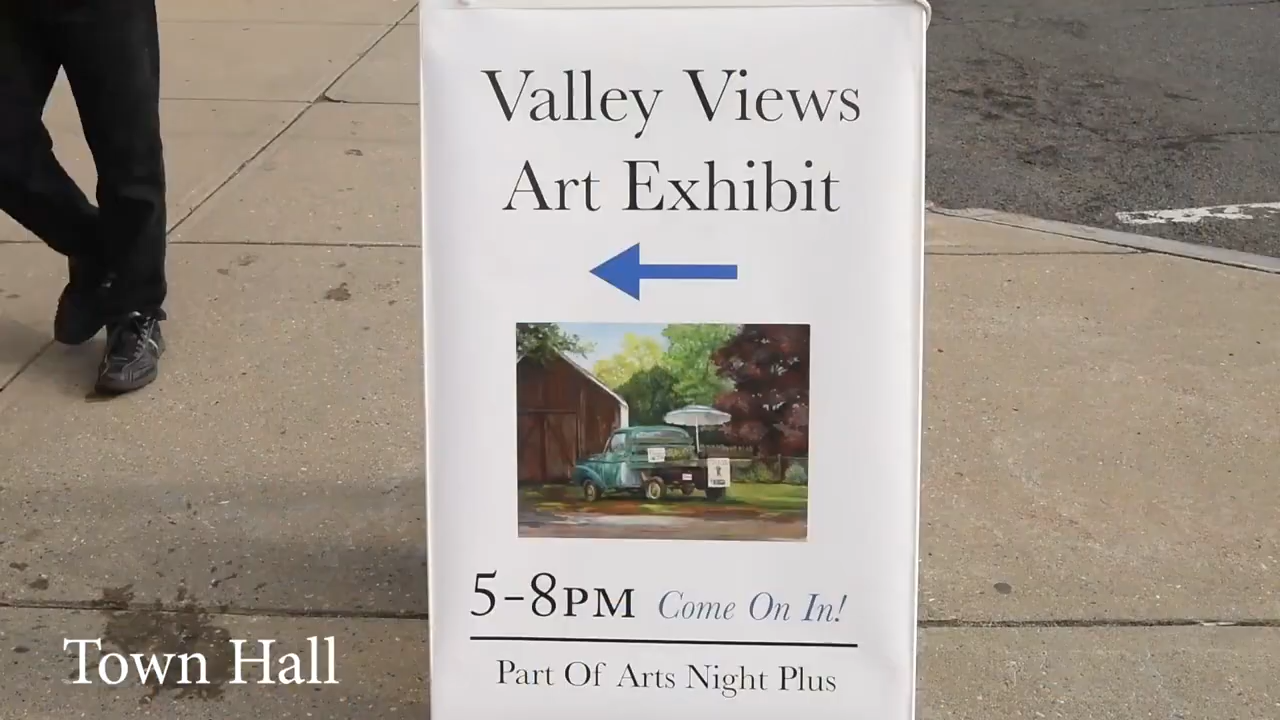 Valley Views
Art Exhibit
5-8PM Come On In!
Part Of Arts Night Plus
Town Hall